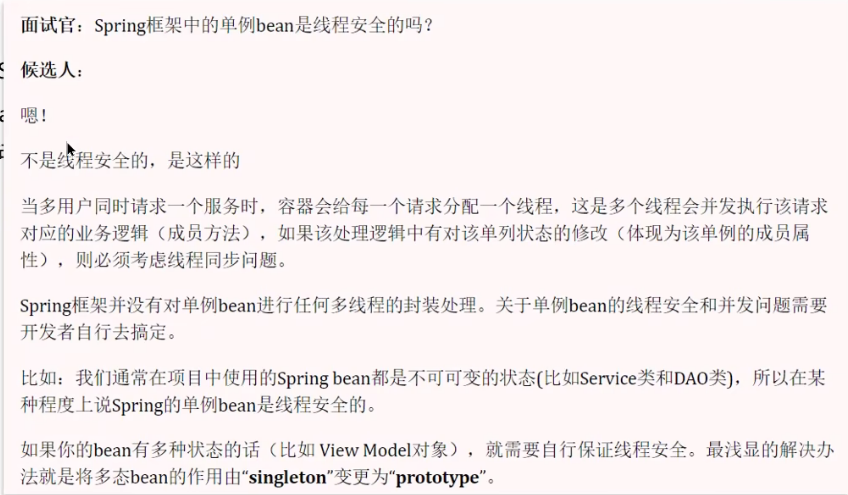 面试官：Spring框架中的单例bean是线程安全的吗？
候选人：
嗯！
不是线程安全的，是这样的
当多用户同时请求一个服务时，容器会给每一个请求分配一个线程，这是多个线程会并发执行该请求
对应的业务逻辑（成员方法），如果该处理逻辑中有对该单列状态的修改（体现为该单例的成员属
性），则必须考虑线程同步问题。
Spring框架并没有对单例bean进行任何多线程的封装处理。关于单例bean的线程安全和并发问题需要
开发者自行去搞定。
比如：我们通常在项目中使用的Spring bean都是不可可变的状态(比如Service类和DAO类)，所以在某
种程度上说Spring的单例bean是线程安全的。
如果你的bean有多种状态的话（比如 View Model对象），就需要自行保证线程安全。最浅显的解决办
法就是将多态bean的作用由“singleton”变更为“prototype”。